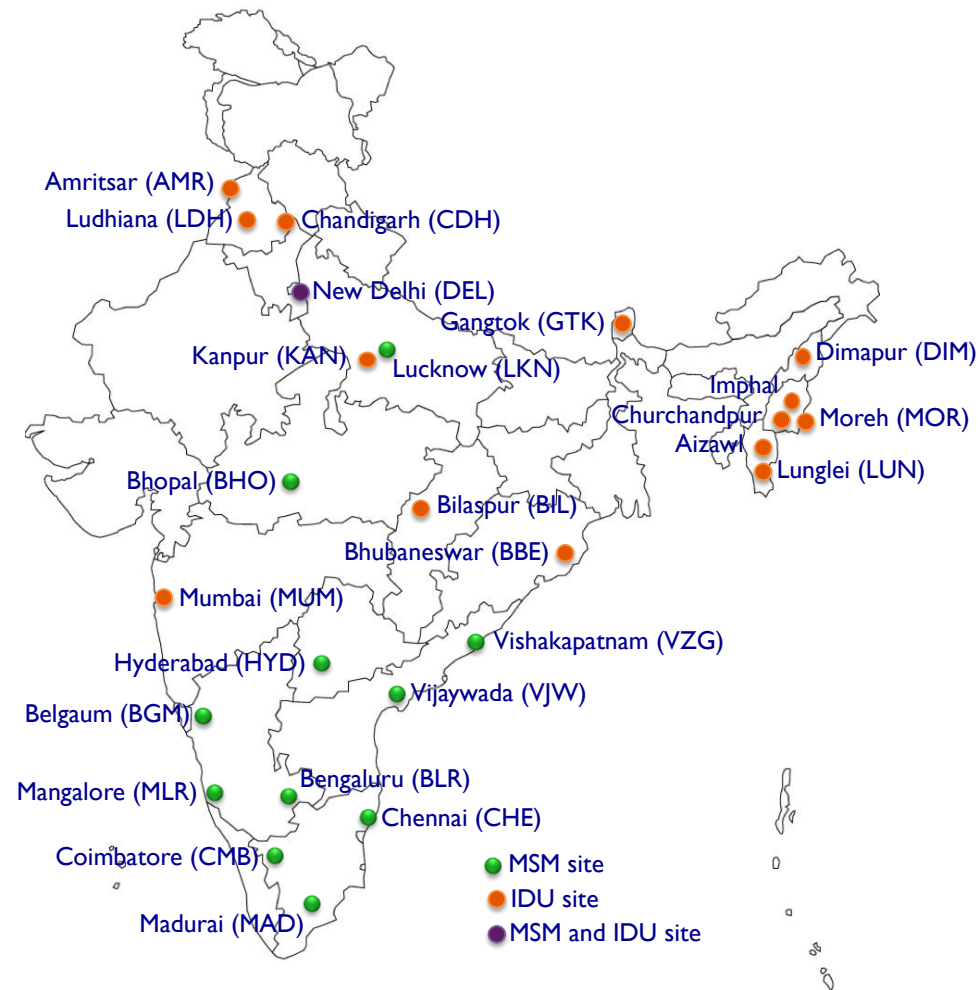 Amritsar (AMR)
Ludhiana (LDH)
Chandigarh (CDH)
New Delhi (DEL)
Gangtok (GTK)
Kanpur (KAN)
Lucknow (LKN)
Dimapur (DIM)
Imphal
Churchandpur
Moreh (MOR)
Aizawl
Lunglei (LUN)
Bhopal (BHO)
Bilaspur (BIL)
Bhubaneswar (BBE)
Mumbai (MUM)
Vishakapatnam (VZG)
Hyderabad (HYD)
Vijaywada (VJW)
Belgaum (BGM)
Bengaluru (BLR)
Mangalore (MLR)
Chennai (CHE)
Coimbatore (CMB)
Madurai (MAD)
MSM site
IDU site
MSM and IDU site